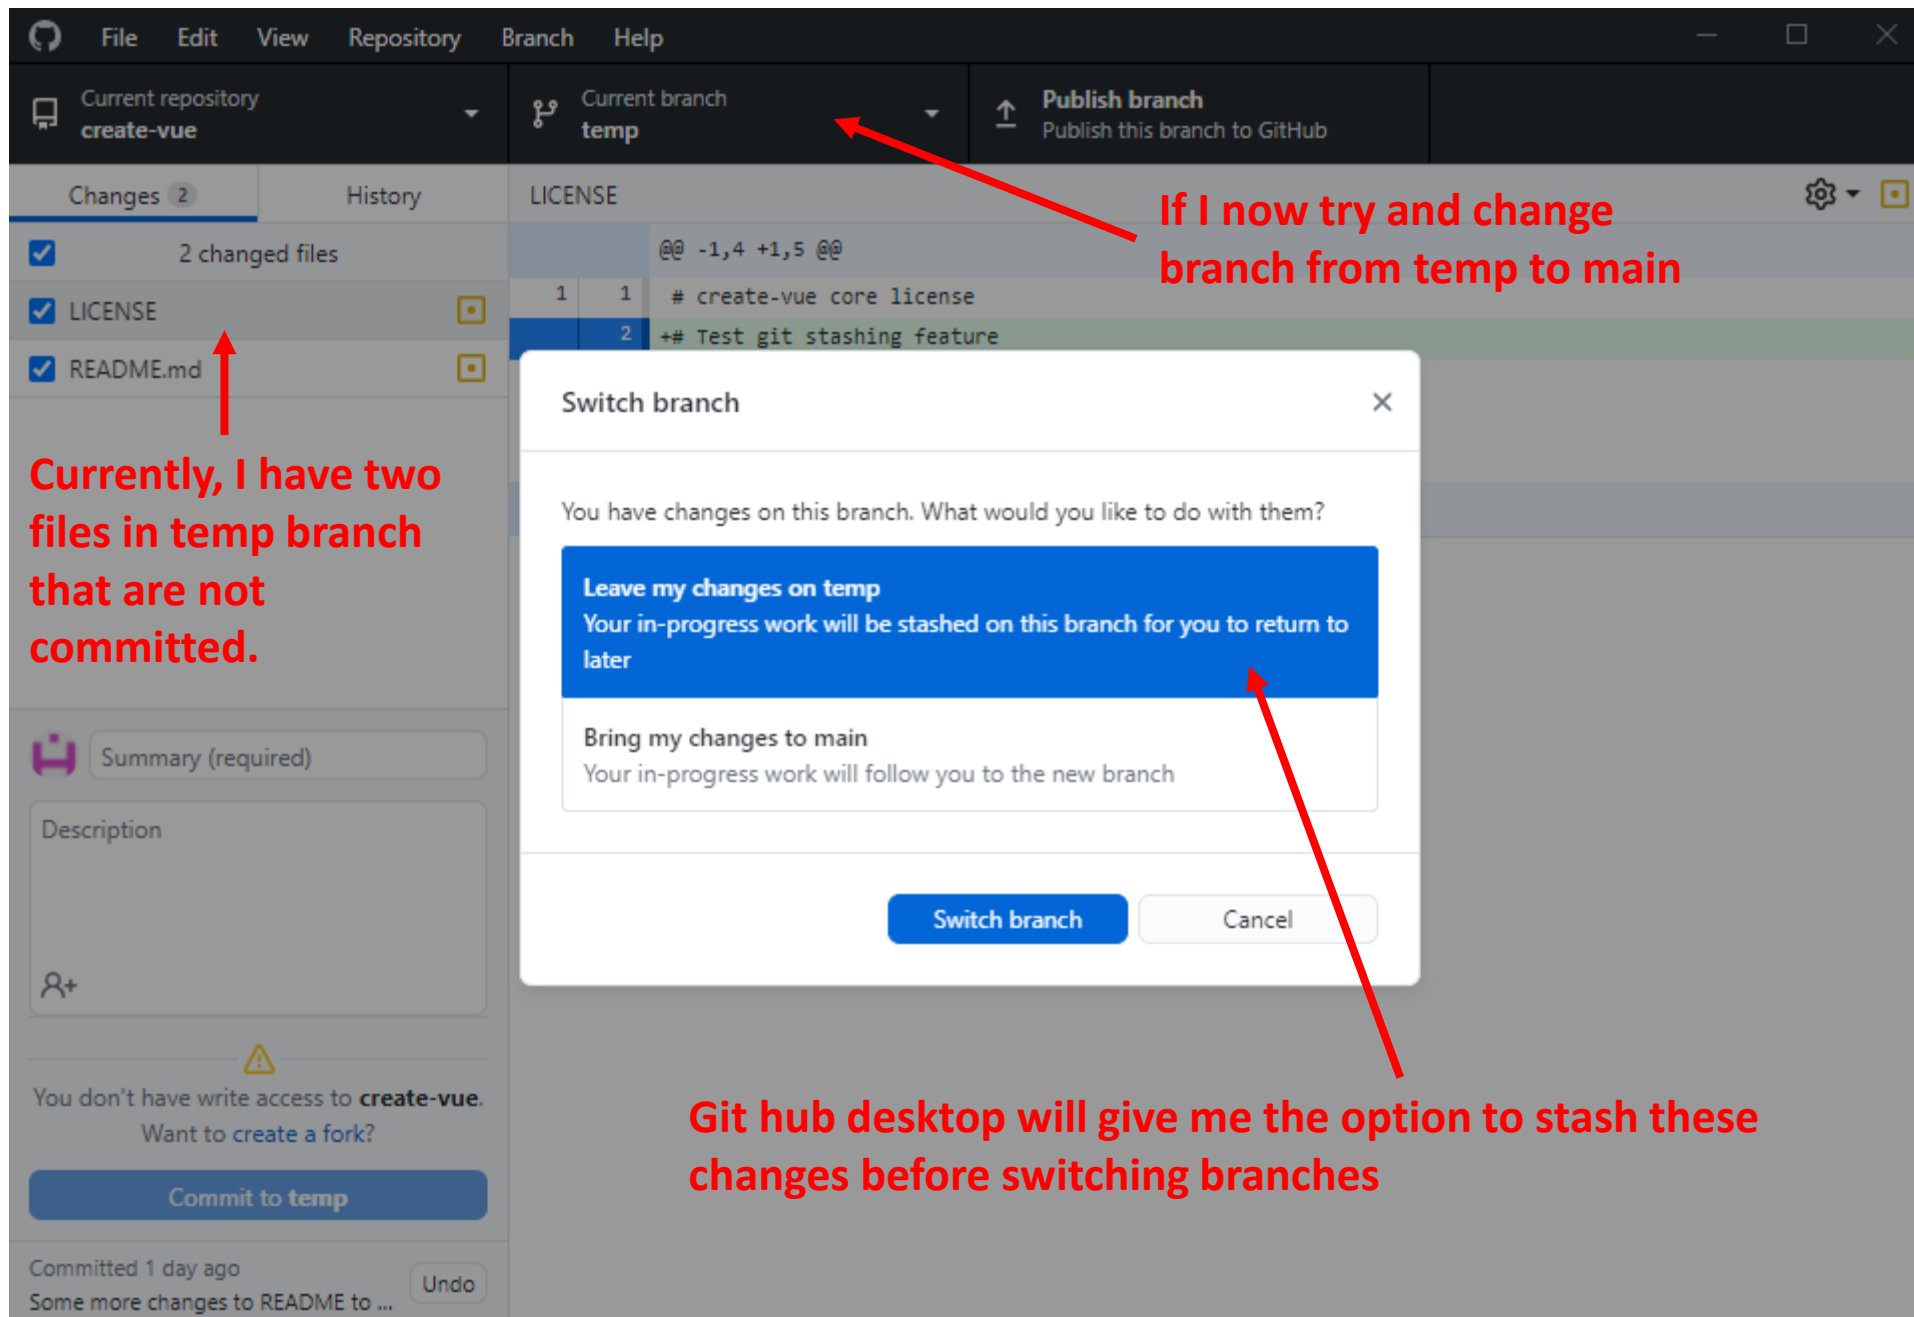 File Edit View Repository Branch Help
Current repository
create-vue
Current branch
temp
Publish branch
Publish this branch to GitHub
Changes 2 History
2 changed files
LICENSE
README.md
LICENSE
@@ -1,4 +1,5 @@
1 1 # create-vue core license
2 +# Test git stashing feature
If I now try and change
branch from temp to main
Currently, I have two
files in temp branch
that are not
committed.
Switch branch
You have changes on this branch. What would you like to do with them?
Leave my changes on temp
Your in-progress work will be stashed on this branch for you to return to
later
Bring my changes to main
Your in-progress work will follow you to the new branch
Switch branch Cancel
Git hub desktop will give me the option to stash these
changes before switching branches
Summary (required)
Description
You don't have write access to create-vue.
Want to create a fork?
Commit to temp
Committed 1 day ago
Some more changes to README to ...
Undo